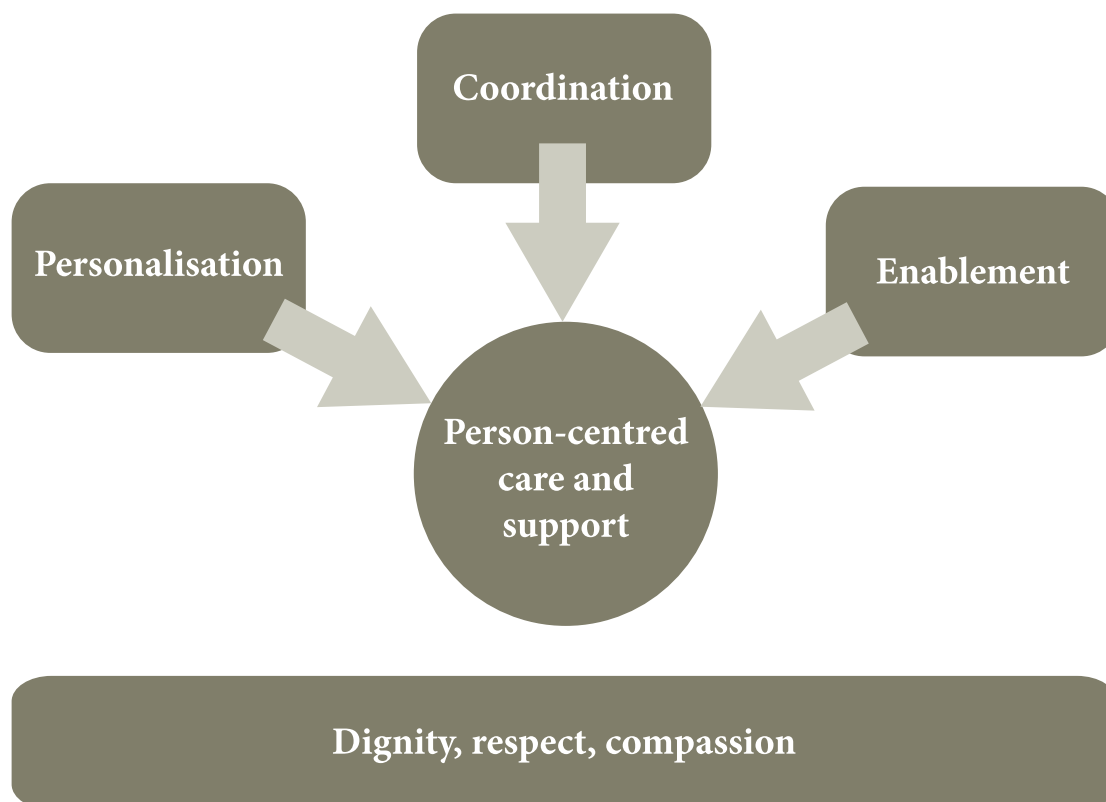 Coordination
Personalisation
Enablement
Person-centred
care and
support
Dignity, respect, compassion